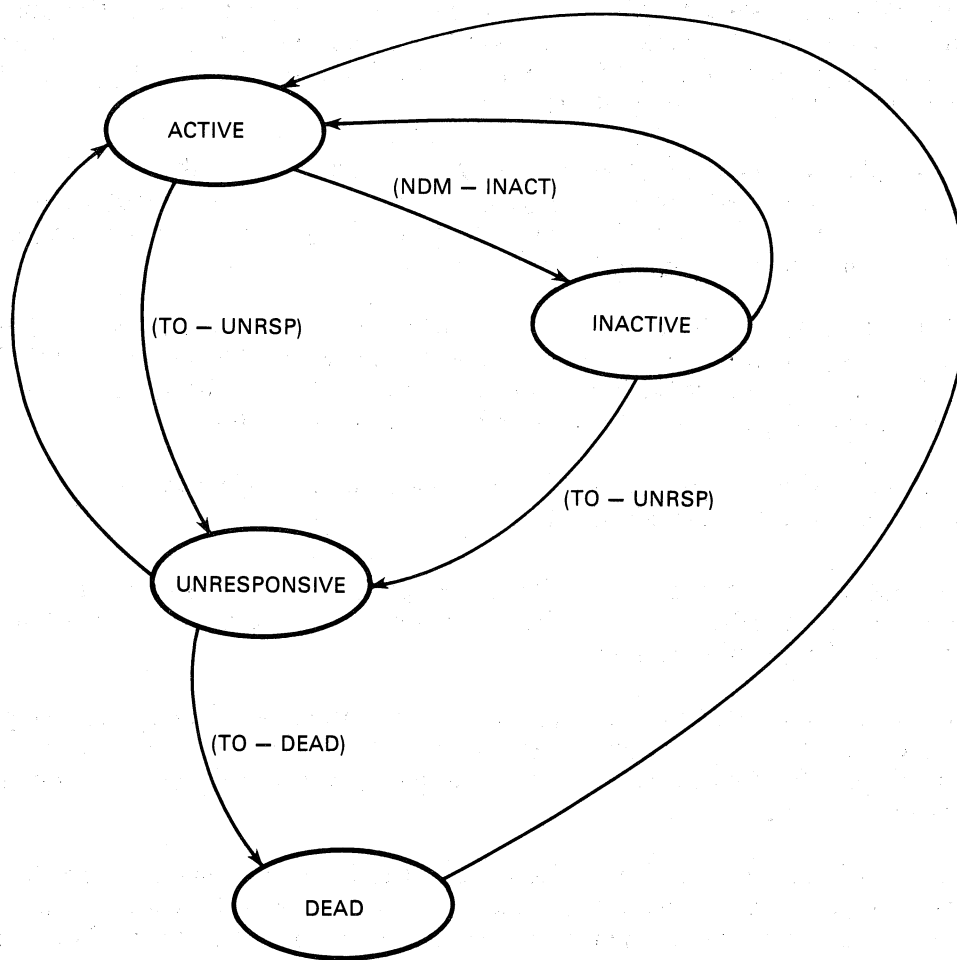 ACTIVE
(NDM — INACT)
(TO — UNRSP)
INACTIVE
(TO — UNRSP)
UNRESPONSIVE
(TO — DEAD)
DEAD